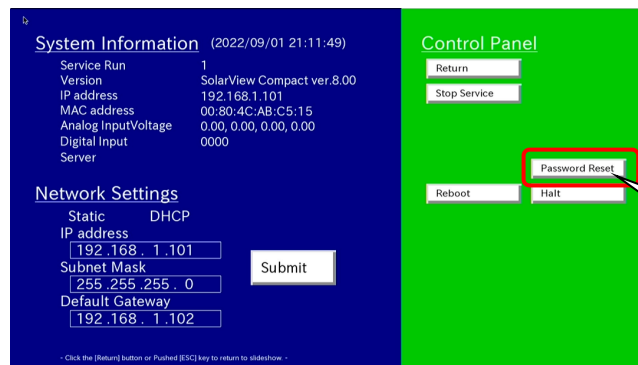 System Information (2022/09/01 21:11:49)
Service Run 1
Version SolarView Compact ver.8.00
IP address 192.168.1.101
MAC address 00:80:4C:AB:C5:15
Analog InputVoltage 0.00, 0.00, 0.00, 0.00
Digital Input 0000
Server
Network Settings
Static DHCP
IP address
192 .168 . 1 .101
Subnet Mask
255 .255 .255 . 0
Default Gateway
192 .168 . 1 .102
Submit
- Click the [Return] button or Pushed [ESC] key to return to slideshow. -
Control Panel
Return
Stop Service
Password Reset
Reboot Halt